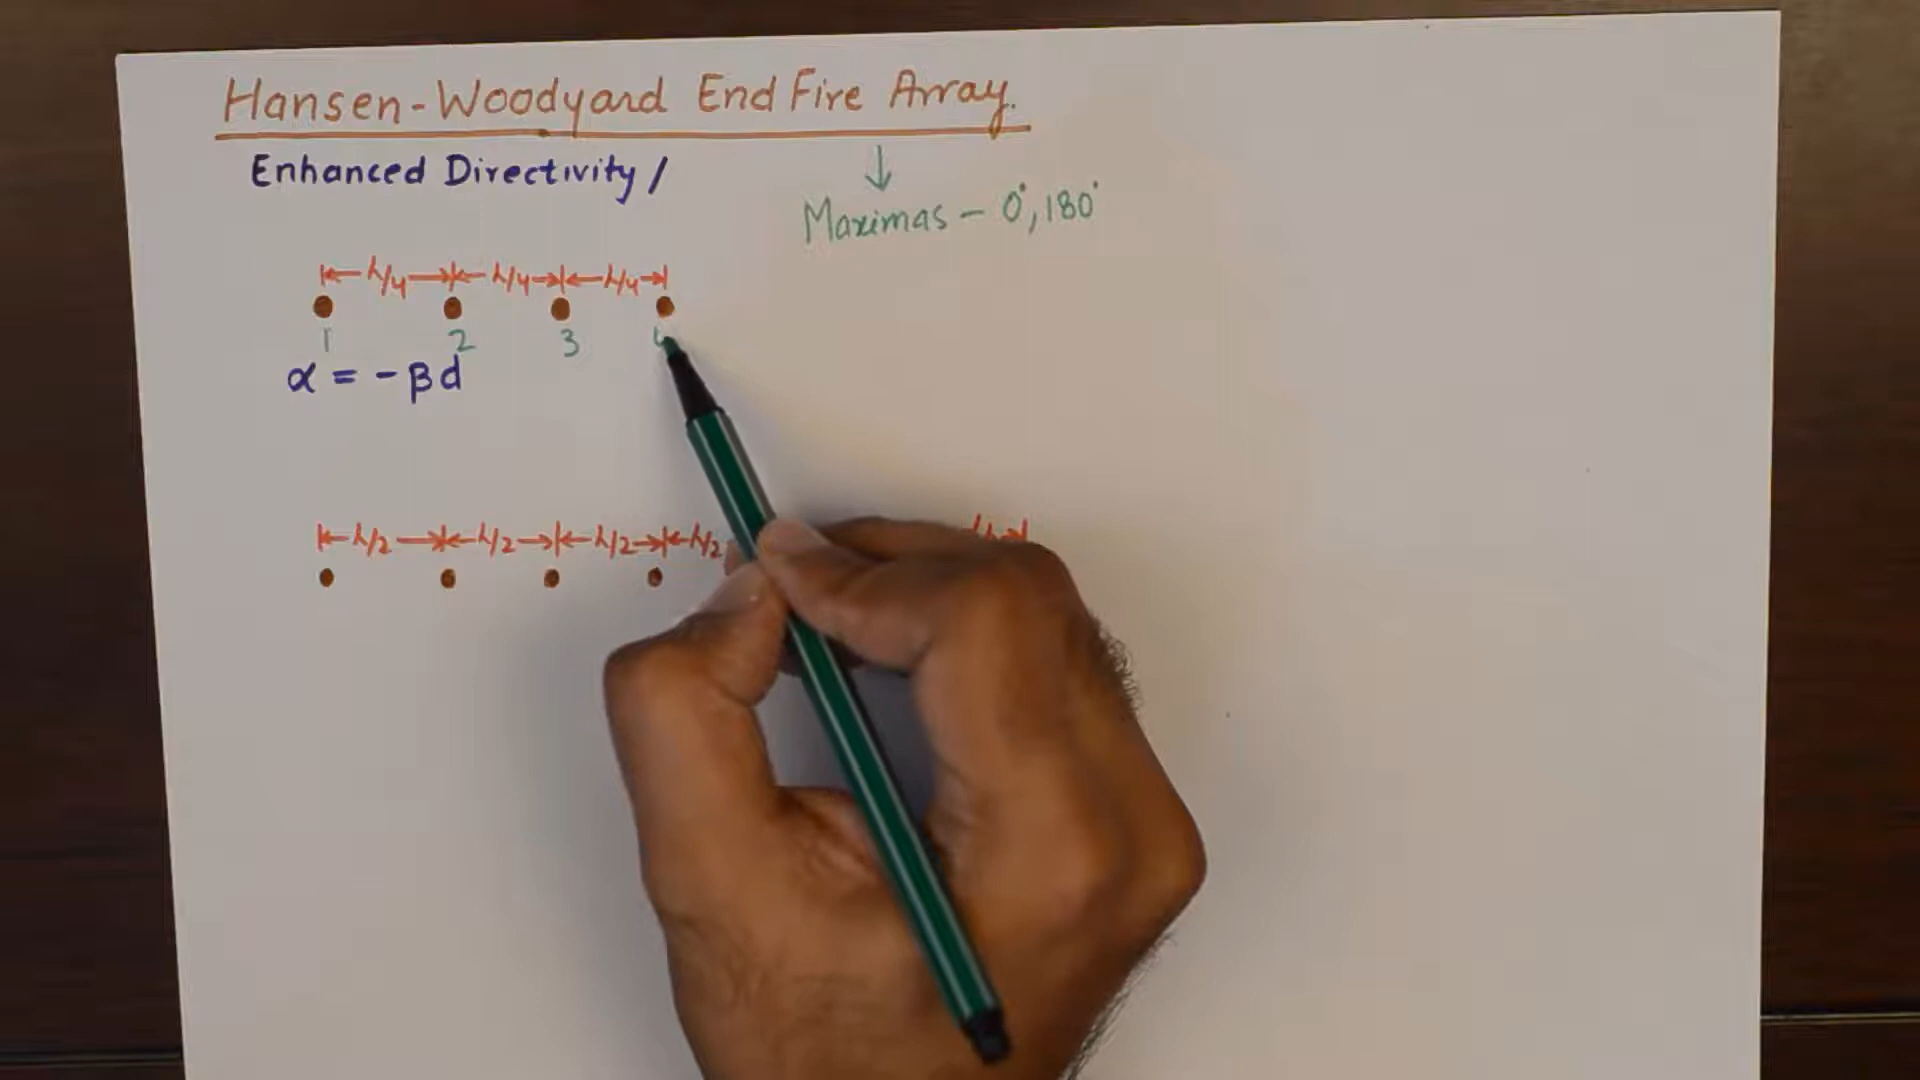 Hansen-Woodyard End Fire Array.
Enhanced Directivity /
↓
Maximas - 0°, 180°
λ/4 λ/4 λ/4
1 2 3
α = -βd
λ/2 λ/2 λ/2 λ/2